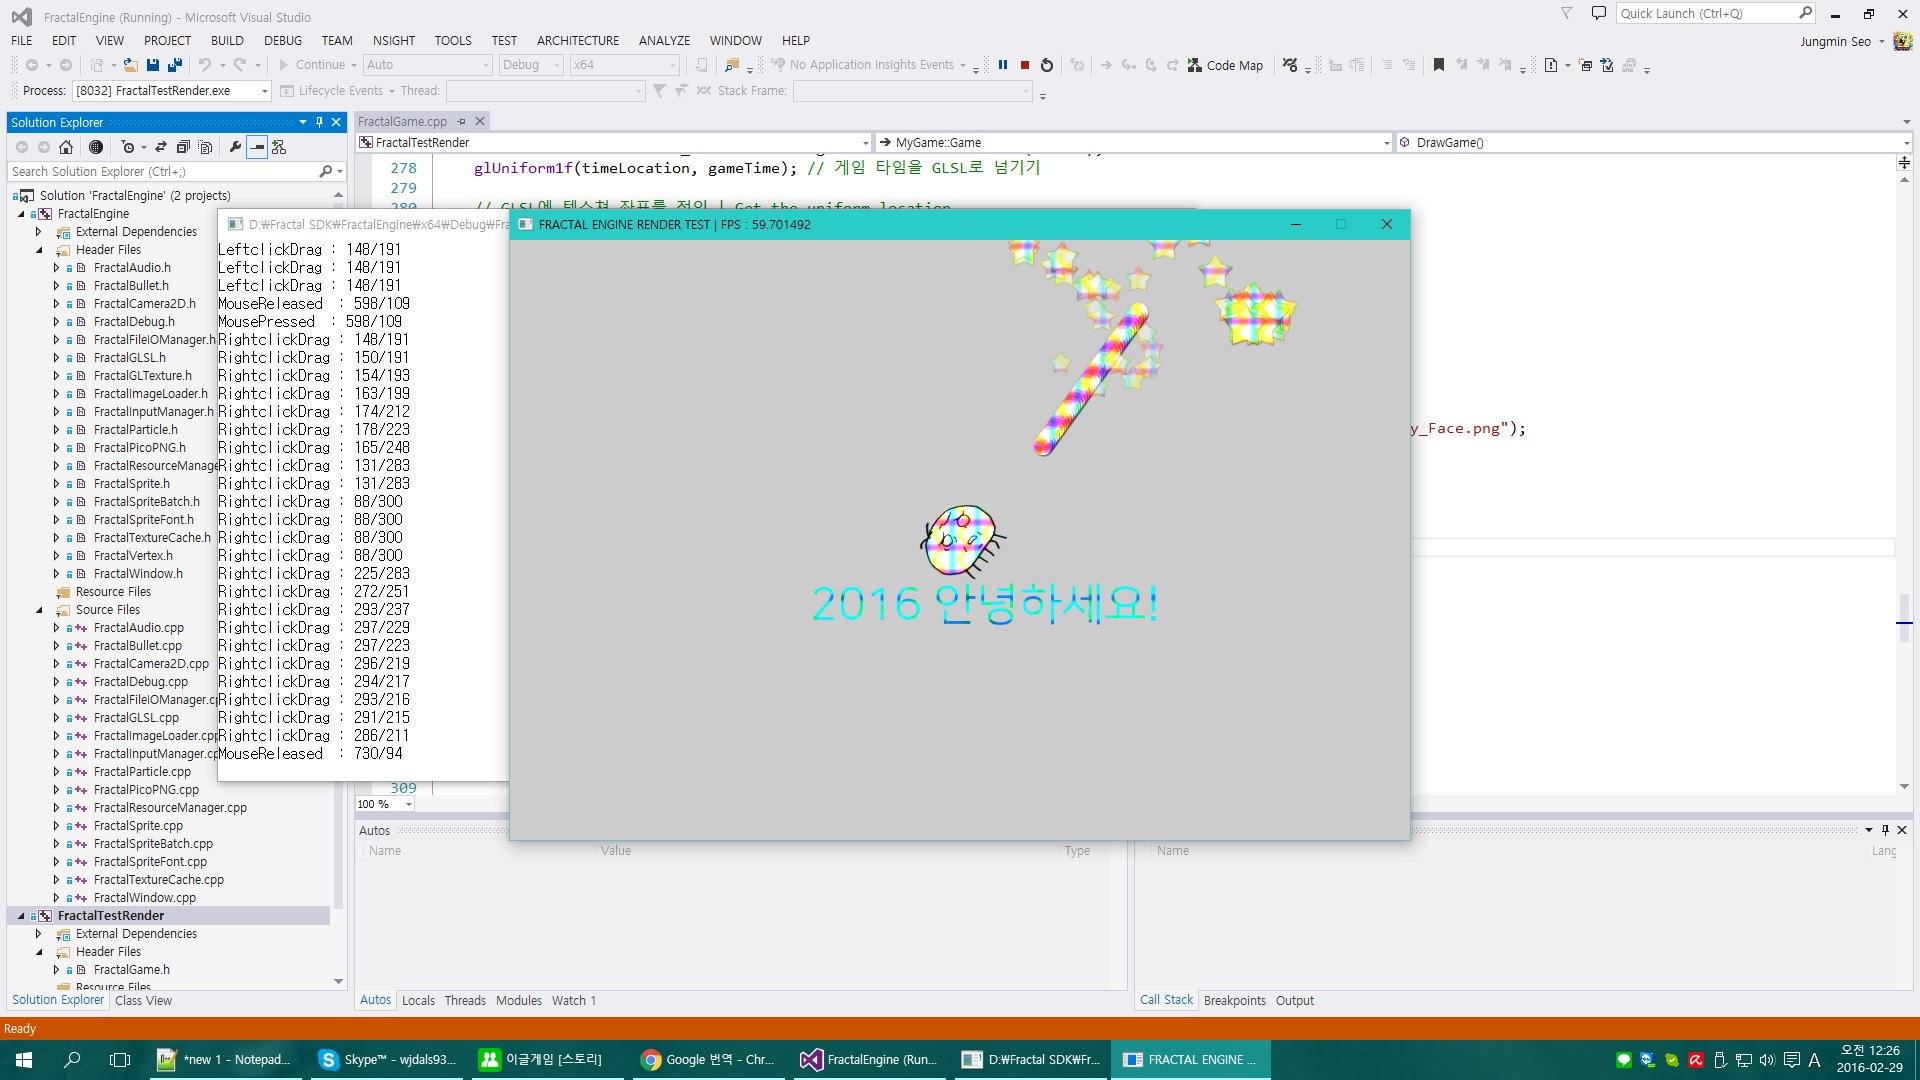 FractalEngine (Running) - Microsoft Visual Studio
Quick Launch (Ctrl+Q)
FILE EDIT VIEW PROJECT BUILD DEBUG TEAM NSIGHT TOOLS TEST ARCHITECTURE ANALYZE WINDOW HELP
Jungmin Seo
Continue Auto Debug x64 No Application Insights Events Code Map
Process: [8032] FractalTestRender.exe Lifecycle Events Thread: Stack Frame:
Solution Explorer
FractalGame.cpp
FractalTestRender MyGame::Game DrawGame()
Search Solution Explorer (Ctrl+;)
278 glUniform1f(timeLocation, gameTime); // 게임 타임을 GLSL로 넘기기
279
280 // GLSL에 텍스쳐 좌표를 정의 | Get the uniform location
y_Face.png");
309
100 %
Solution 'FractalEngine' (2 projects)
FractalEngine
External Dependencies
Header Files
FractalAudio.h
FractalBullet.h
FractalCamera2D.h
FractalDebug.h
FractalFileIOManager.h
FractalGLSL.h
FractalGLTexture.h
FractalImageLoader.h
FractalInputManager.h
FractalParticle.h
FractalPicoPNG.h
FractalResourceManage
FractalSprite.h
FractalSpriteBatch.h
FractalSpriteFont.h
FractalTextureCache.h
FractalVertex.h
FractalWindow.h
Resource Files
Source Files
FractalAudio.cpp
FractalBullet.cpp
FractalCamera2D.cpp
FractalDebug.cpp
FractalFileIOManager.cp
FractalGLSL.cpp
FractalImageLoader.cpp
FractalInputManager.cp
FractalParticle.cpp
FractalPicoPNG.cpp
FractalResourceManager.cpp
FractalSprite.cpp
FractalSpriteBatch.cpp
FractalSpriteFont.cpp
FractalTextureCache.cpp
FractalWindow.cpp
FractalTestRender
External Dependencies
Header Files
FractalGame.h
Resource Files
Solution Explorer Class View
D:₩Fractal SDK₩FractalEngine₩x64₩Debug₩Fra
LeftclickDrag : 148/191
LeftclickDrag : 148/191
LeftclickDrag : 148/191
MouseReleased : 598/109
MousePressed : 598/109
RightclickDrag : 148/191
RightclickDrag : 150/191
RightclickDrag : 154/193
RightclickDrag : 163/199
RightclickDrag : 174/212
RightclickDrag : 178/223
RightclickDrag : 165/248
RightclickDrag : 131/283
RightclickDrag : 131/283
RightclickDrag : 88/300
RightclickDrag : 88/300
RightclickDrag : 88/300
RightclickDrag : 88/300
RightclickDrag : 225/283
RightclickDrag : 272/251
RightclickDrag : 293/237
RightclickDrag : 297/229
RightclickDrag : 297/223
RightclickDrag : 296/219
RightclickDrag : 294/217
RightclickDrag : 293/216
RightclickDrag : 291/215
RightclickDrag : 286/211
MouseReleased : 730/94
FRACTAL ENGINE RENDER TEST | FPS : 59.701492
2016 안녕하세요!
Autos
Name Value Type
Name Lang
Autos Locals Threads Modules Watch 1
Call Stack Breakpoints Output
Ready
*new 1 - Notepad...
Skype™ - wjdals93...
이글게임 [스토리]
Google 번역 - Chr...
FractalEngine (Run...
D:₩Fractal SDK₩Fr...
FRACTAL ENGINE ...
A
오전 12:26
2016-02-29